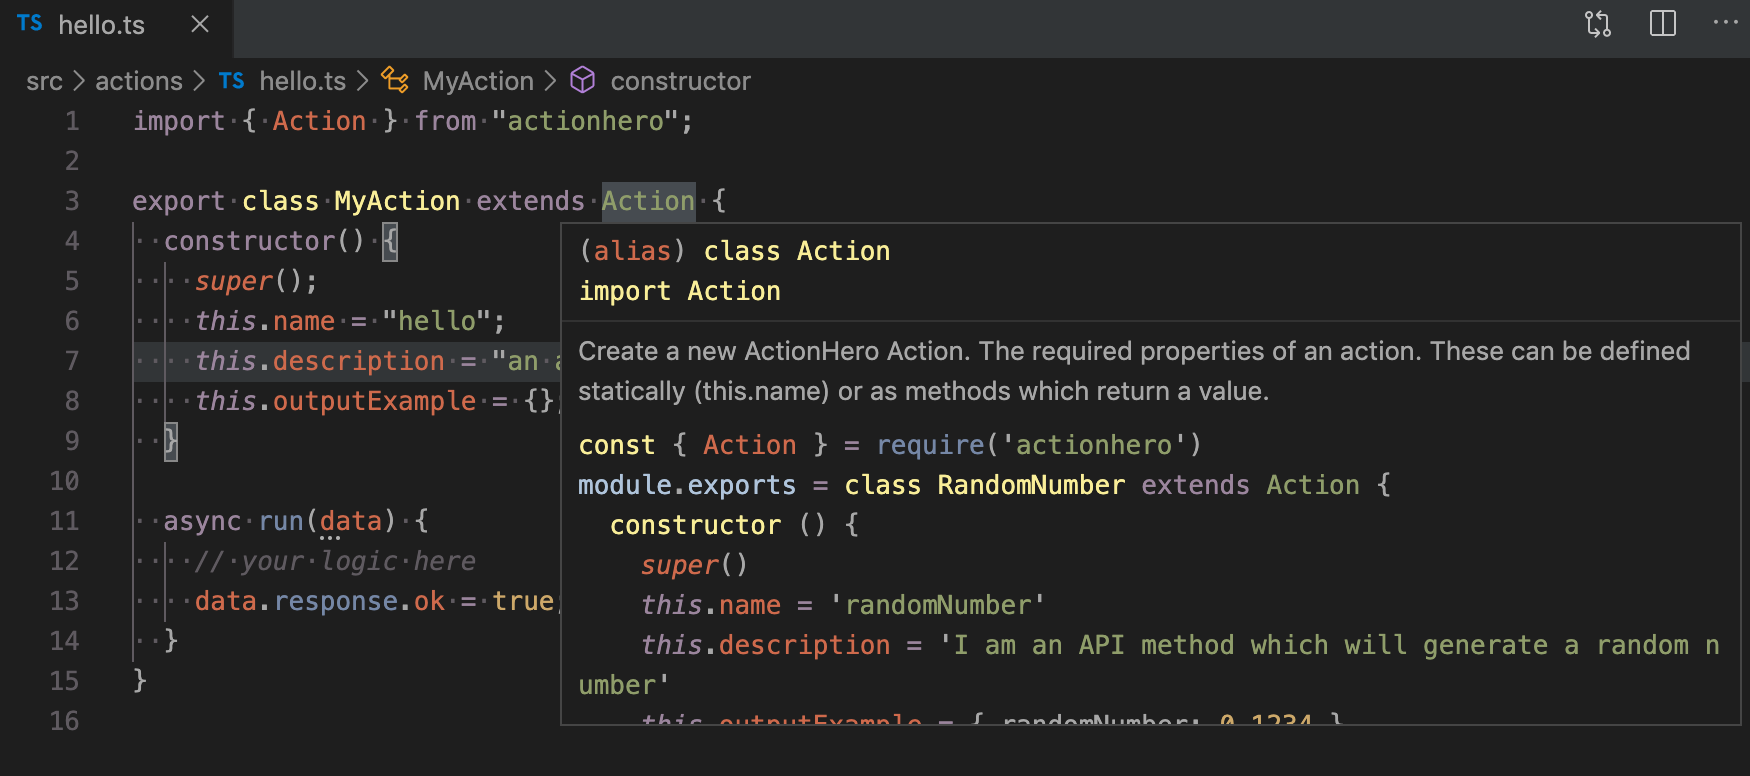 TS hello.ts
src > actions > TS hello.ts > MyAction > constructor
1 import { Action } from "actionhero";
2
3 export class MyAction extends Action {
4 constructor() {
5 super();
6 this.name = "hello";
7 this.description = "an a
8 this.outputExample = {};
9 }
10
11 async run(data) {
12 // your logic here
13 data.response.ok = true;
14 }
15 }
16
(alias) class Action
import Action
Create a new ActionHero Action. The required properties of an action. These can be defined
statically (this.name) or as methods which return a value.
const { Action } = require('actionhero')
module.exports = class RandomNumber extends Action {
constructor () {
super()
this.name = 'randomNumber'
this.description = 'I am an API method which will generate a random n
umber'
this.outputExample = { randomNumber: 0.1234 }